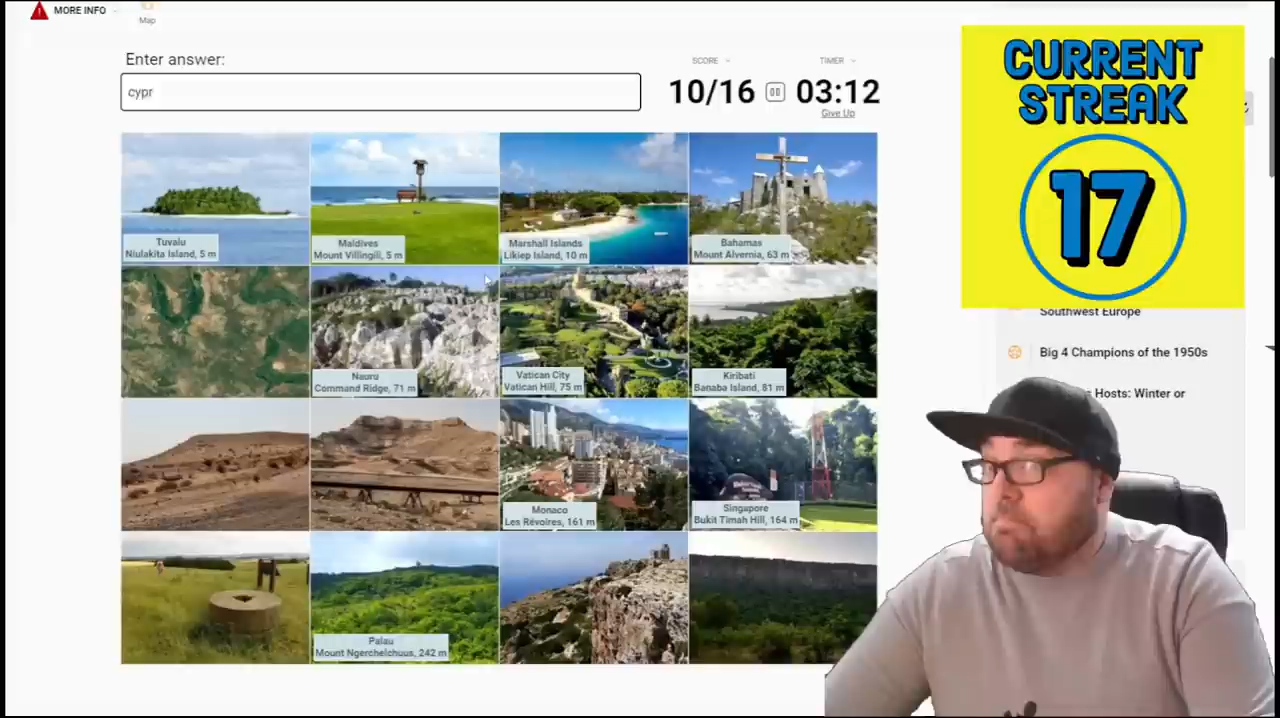 MORE INFO
Map
Enter answer:
cypr
SCORE
10/16
TIMER
03:12
Give Up
CURRENT
STREAK
17
Tuvalu
Niulakita Island, 5 m
Maldives
Mount Villingili, 5 m
Marshall Islands
Likiep Island, 10 m
Bahamas
Mount Alvernia, 63 m
Nauru
Command Ridge, 71 m
Vatican City
Vatican Hill, 75 m
Kiribati
Banaba Island, 81 m
Southwest Europe
Big 4 Champions of the 1950s
Hosts: Winter or
Monaco
Les Révoires, 161 m
Singapore
Bukit Timah Hill, 164 m
Palau
Mount Ngerchelchuus, 242 m